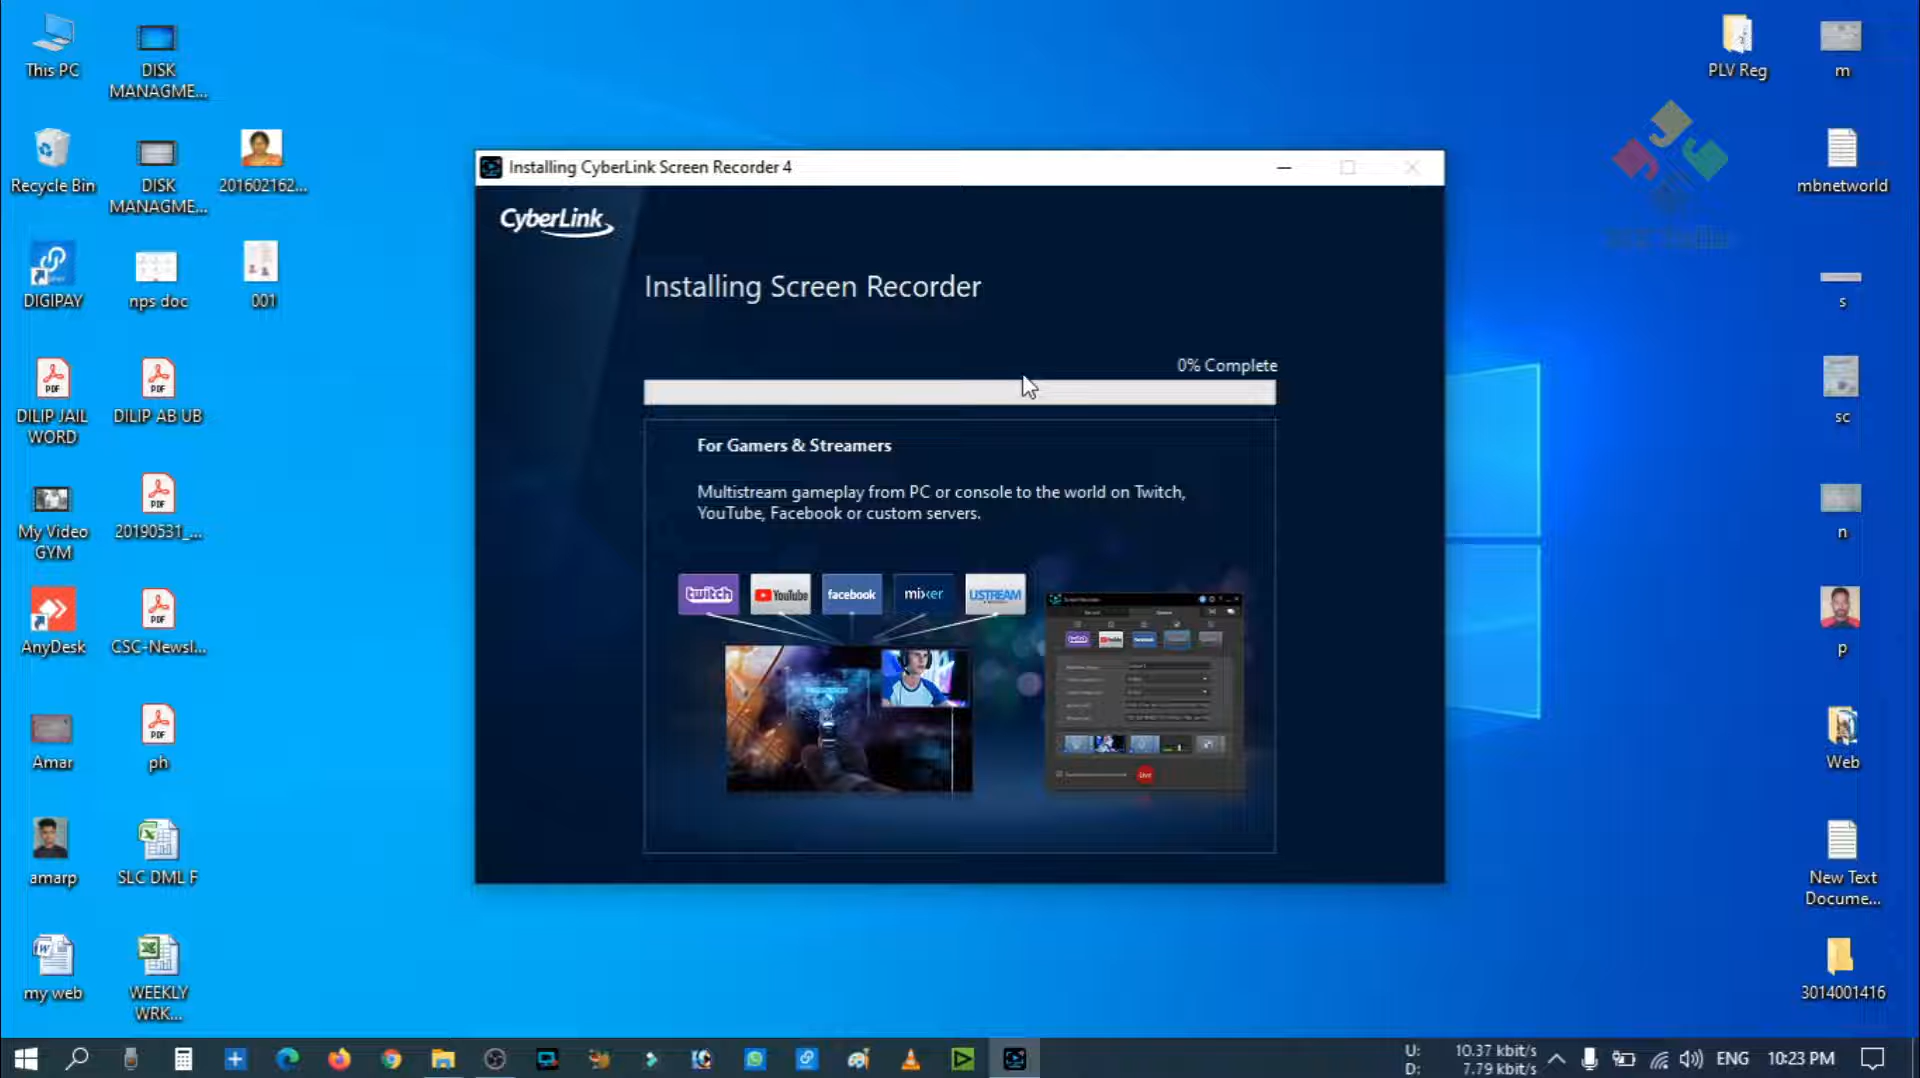 This PC
DISK
MANAGME...
PLV Reg
m
Recycle Bin
DISK
MANAGME...
201602162...
mbnetworld
Installing CyberLink Screen Recorder 4
CyberLink
Installing Screen Recorder
0% Complete
For Gamers & Streamers
Multistream gameplay from PC or console to the world on Twitch,
YouTube, Facebook or custom servers.
twitch
YouTube
facebook
mixer
USTREAM
DIGIPAY
nps doc
001
s
DILIP JAIL
WORD
DILIP AB UB
sc
My Video
GYM
20190531_...
n
AnyDesk
CSC-Newsl...
p
Amar
ph
Web
amarp
SLC DML F
New Text
Docume...
my web
WEEKLY
WRK...
3014001416
U: 10.37 kbit/s
D: 7.79 kbit/s
ENG
10:23 PM